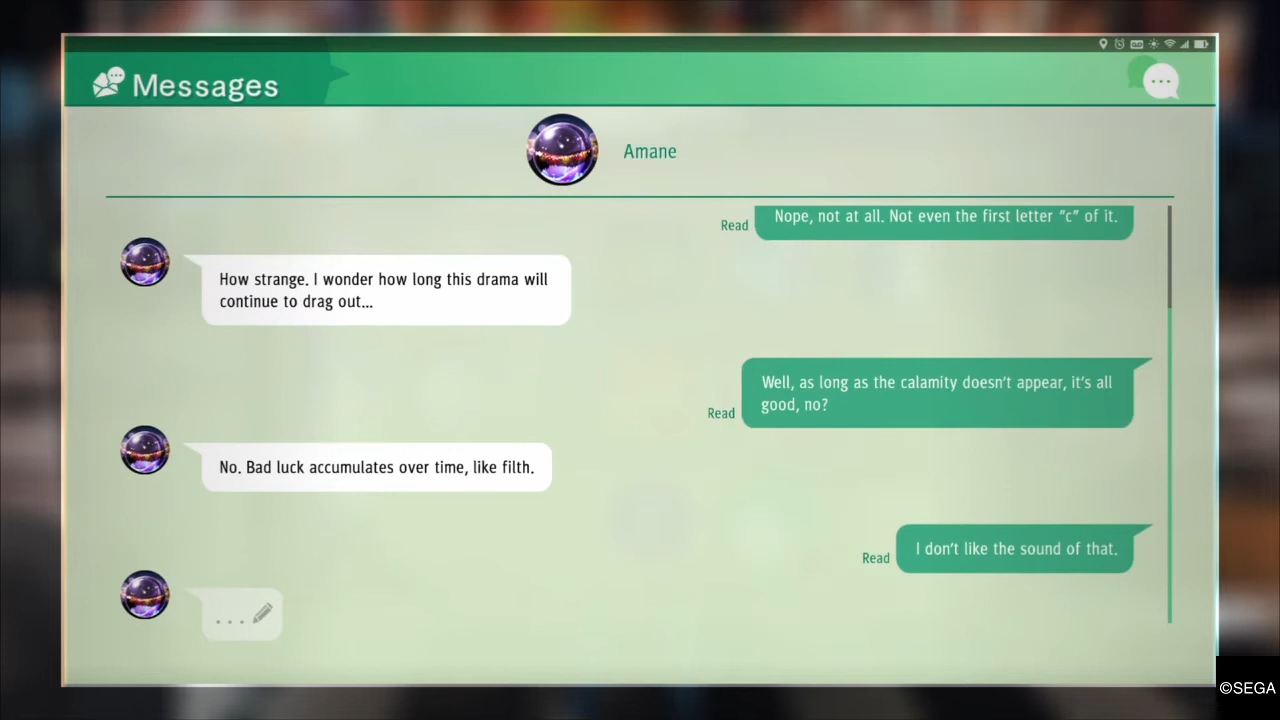 Messages
Amane
Nope, not at all. Not even the first letter "c" of it.
Read
How strange. I wonder how long this drama will
continue to drag out...
Well, as long as the calamity doesn't appear, it's all
good, no?
Read
No. Bad luck accumulates over time, like filth.
I don't like the sound of that.
Read
...
©SEGA